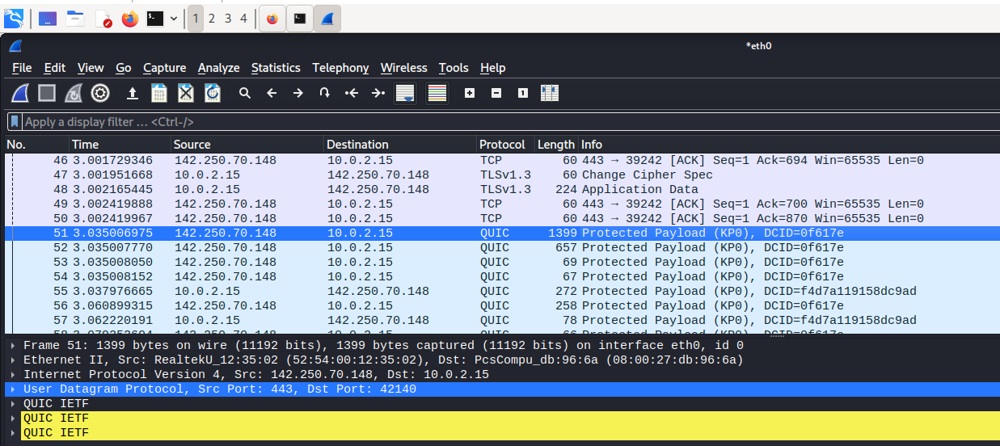 1 2 3 4
*eth0
File Edit View Go Capture Analyze Statistics Telephony Wireless Tools Help
Apply a display filter … <Ctrl-/>
No. Time Source Destination Protocol Length Info
46 3.001729346 142.250.70.148 10.0.2.15 TCP 60 443 → 39242 [ACK] Seq=1 Ack=694 Win=65535 Len=0
47 3.001951668 10.0.2.15 142.250.70.148 TLSv1.3 60 Change Cipher Spec
48 3.002165445 10.0.2.15 142.250.70.148 TLSv1.3 224 Application Data
49 3.002419888 142.250.70.148 10.0.2.15 TCP 60 443 → 39242 [ACK] Seq=1 Ack=700 Win=65535 Len=0
50 3.002419967 142.250.70.148 10.0.2.15 TCP 60 443 → 39242 [ACK] Seq=1 Ack=870 Win=65535 Len=0
51 3.035006975 142.250.70.148 10.0.2.15 QUIC 1399 Protected Payload (KP0), DCID=0f617e
52 3.035007770 142.250.70.148 10.0.2.15 QUIC 657 Protected Payload (KP0), DCID=0f617e
53 3.035008050 142.250.70.148 10.0.2.15 QUIC 69 Protected Payload (KP0), DCID=0f617e
54 3.035008152 142.250.70.148 10.0.2.15 QUIC 67 Protected Payload (KP0), DCID=0f617e
55 3.037976665 10.0.2.15 142.250.70.148 QUIC 272 Protected Payload (KP0), DCID=f4d7a119158dc9ad
56 3.060899315 142.250.70.148 10.0.2.15 QUIC 258 Protected Payload (KP0), DCID=0f617e
57 3.062220191 10.0.2.15 142.250.70.148 QUIC 78 Protected Payload (KP0), DCID=f4d7a119158dc9ad
Frame 51: 1399 bytes on wire (11192 bits), 1399 bytes captured (11192 bits) on interface eth0, id 0
Ethernet II, Src: RealtekU_12:35:02 (52:54:00:12:35:02), Dst: PcsCompu_db:96:6a (08:00:27:db:96:6a)
Internet Protocol Version 4, Src: 142.250.70.148, Dst: 10.0.2.15
User Datagram Protocol, Src Port: 443, Dst Port: 42140
QUIC IETF
QUIC IETF
QUIC IETF